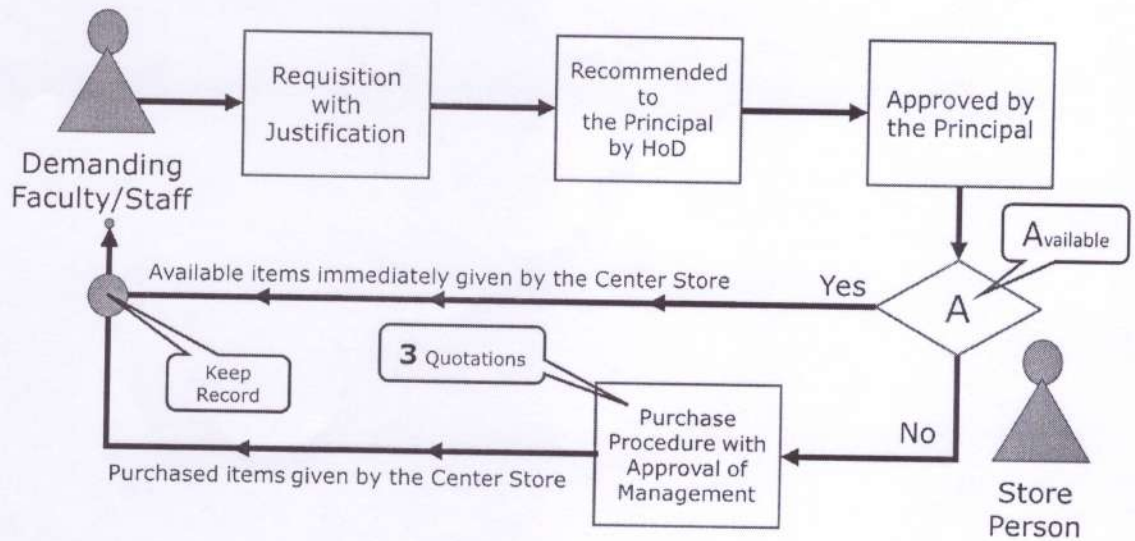 Requisition
with
Justification
Recommended
to
the Principal
by HoD
Approved by
the Principal
Demanding
Faculty/Staff
Available
Available items immediately given by the Center Store
Yes
A
3 Quotations
Keep
Record
Purchase
Procedure with
Approval of
Management
No
Purchased items given by the Center Store
Store
Person